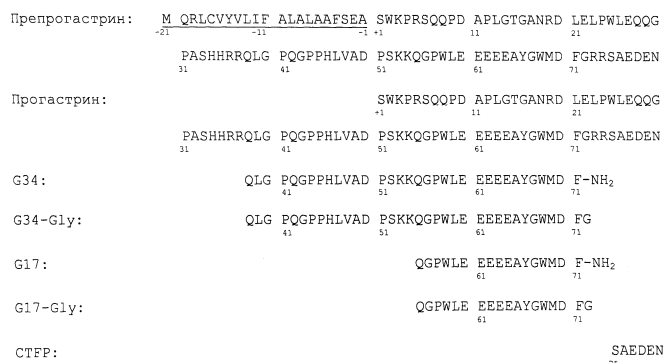 Препрогастрин: M QRLCVYVLIF ALALAAFSEA SWKPRSQQPD APLGTGANRD LELPWLEQQG
-21 -11 -1 +1 11 21
PASHHRRQLG PQGPPHLVAD PSKKQGPWLE EEEEAYGWMD FGRRSAEDEN
31 41 51 61 71
Прогастрин: SWKPRSQQPD APLGTGANRD LELPWLEQQG
+1 11 21
PASHHRRQLG PQGPPHLVAD PSKKQGPWLE EEEEAYGWMD FGRRSAEDEN
31 41 51 61 71
G34: QLG PQGPPHLVAD PSKKQGPWLE EEEEAYGWMD F-NH2
41 51 61 71
G34-Gly: QLG PQGPPHLVAD PSKKQGPWLE EEEEAYGWMD FG
41 51 61 71
G17: QGPWLE EEEEAYGWMD F-NH2
61 71
G17-Gly: QGPWLE EEEEAYGWMD FG
61 71
CTFP: SAEDEN